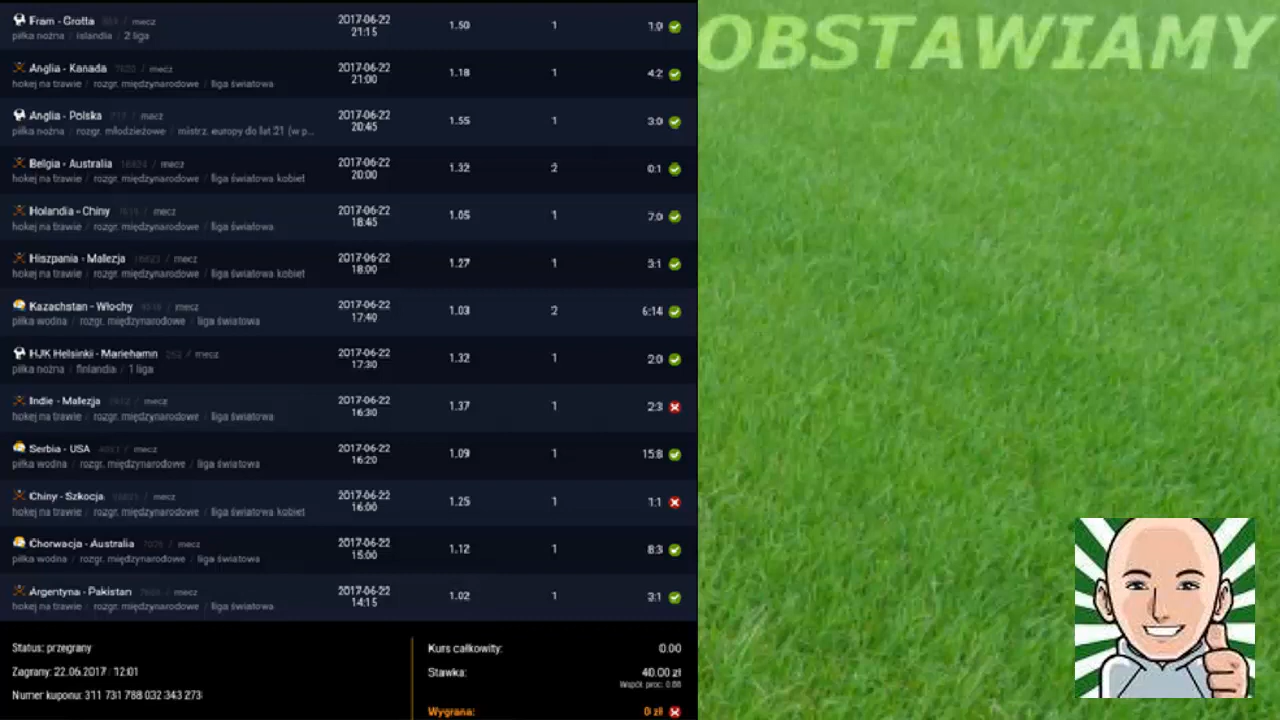 Fram - Grotta / mecz 2017-06-22 21:15 1.50 1 1:0
piłka nożna / islandia / 2 liga
Anglia - Kanada / mecz 2017-06-22 21:00 1.18 1 4:2
hokej na trawie / rozgr. międzynarodowe / liga światowa
Anglia - Polska / mecz 2017-06-22 20:45 1.55 1 3:0
piłka nożna / rozgr. młodzieżowe / mistrz. europy do lat 21 (w p...
Belgia - Australia / mecz 2017-06-22 20:00 1.32 2 0:1
hokej na trawie / rozgr. międzynarodowe / liga światowa kobiet
Holandia - Chiny / mecz 2017-06-22 18:45 1.05 1 7:0
hokej na trawie / rozgr. międzynarodowe / liga światowa
Hiszpania - Malezja / mecz 2017-06-22 18:00 1.27 1 3:1
hokej na trawie / rozgr. międzynarodowe / liga światowa kobiet
Kazachstan - Włochy / mecz 2017-06-22 17:40 1.03 2 6:14
piłka wodna / rozgr. międzynarodowe / liga światowa
HJK Helsinki - Mariehamn / mecz 2017-06-22 17:30 1.32 1 2:0
piłka nożna / finlandia / 1 liga
Indie - Malezja / mecz 2017-06-22 16:30 1.37 1 2:3
hokej na trawie / rozgr. międzynarodowe / liga światowa
Serbia - USA / mecz 2017-06-22 16:20 1.09 1 15:8
piłka wodna / rozgr. międzynarodowe / liga światowa
Chiny - Szkocja / mecz 2017-06-22 16:00 1.25 1 1:1
hokej na trawie / rozgr. międzynarodowe / liga światowa kobiet
Chorwacja - Australia / mecz 2017-06-22 15:00 1.12 1 8:3
piłka wodna / rozgr. międzynarodowe / liga światowa
Argentyna - Pakistan / mecz 2017-06-22 14:15 1.02 1 3:1
hokej na trawie / rozgr. międzynarodowe / liga światowa
Status: przegrany
Zagrany: 22.06.2017 12:01
Numer kuponu: 311 731 788 032 343 273
Kurs całkowity: 0.00
Stawka: 40.00 zł
Współ. proc: 0.88
Wygrana: 0 zł
OBSTAWIAMY